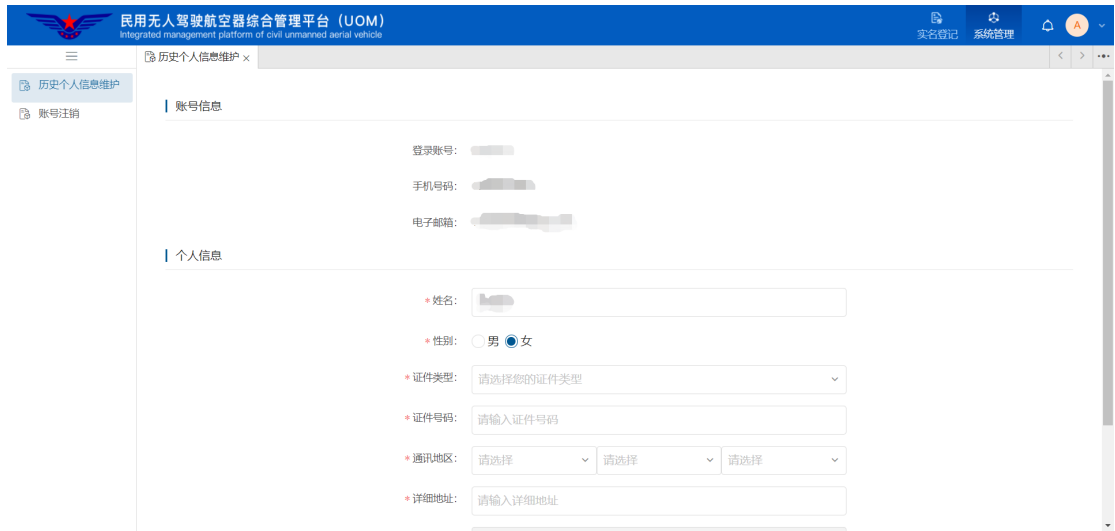 民用无人驾驶航空器综合管理平台（UOM）
Integrated management platform of civil unmanned aerial vehicle
实名登记
系统管理
A
历史个人信息维护 ×
历史个人信息维护
账号注销
账号信息
登录账号：
手机号码：
电子邮箱：
个人信息
* 姓名：
* 性别： 男 女
* 证件类型： 请选择您的证件类型
* 证件号码： 请输入证件号码
* 通讯地区： 请选择 请选择 请选择
* 详细地址： 请输入详细地址